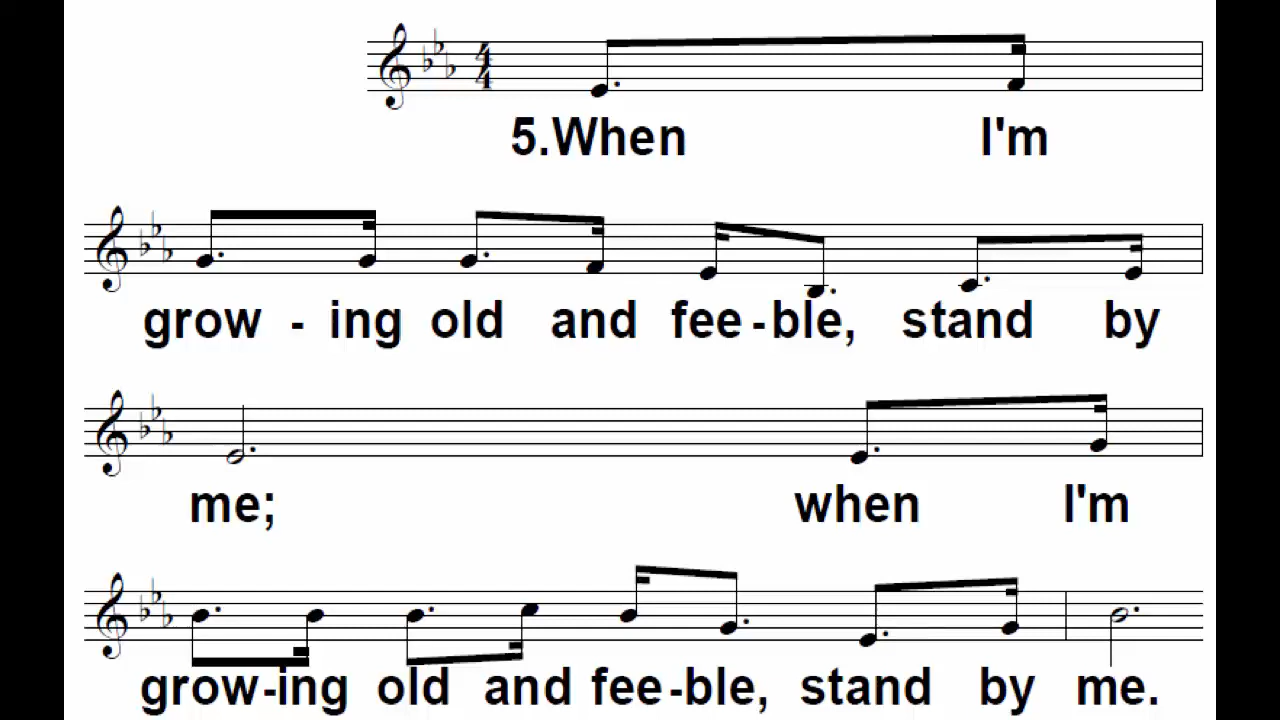 5.When I'm
grow - ing old and fee - ble, stand by
me; when I'm
grow-ing old and fee-ble, stand by me.